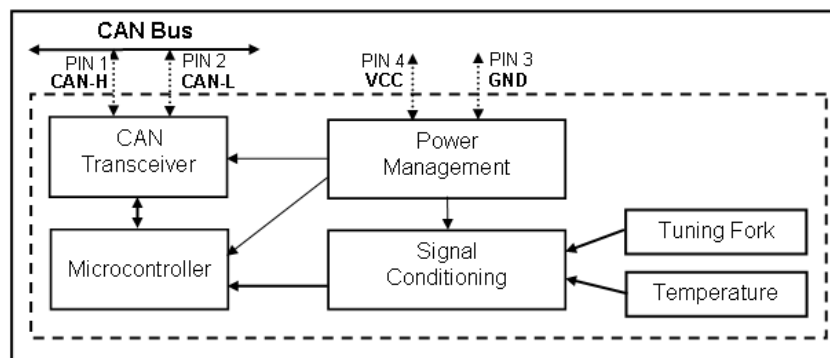 CAN Bus
PIN 1
CAN-H
PIN 2
CAN-L
PIN 4
VCC
PIN 3
GND
CAN
Transceiver
Power
Management
Microcontroller
Signal
Conditioning
Tuning Fork
Temperature